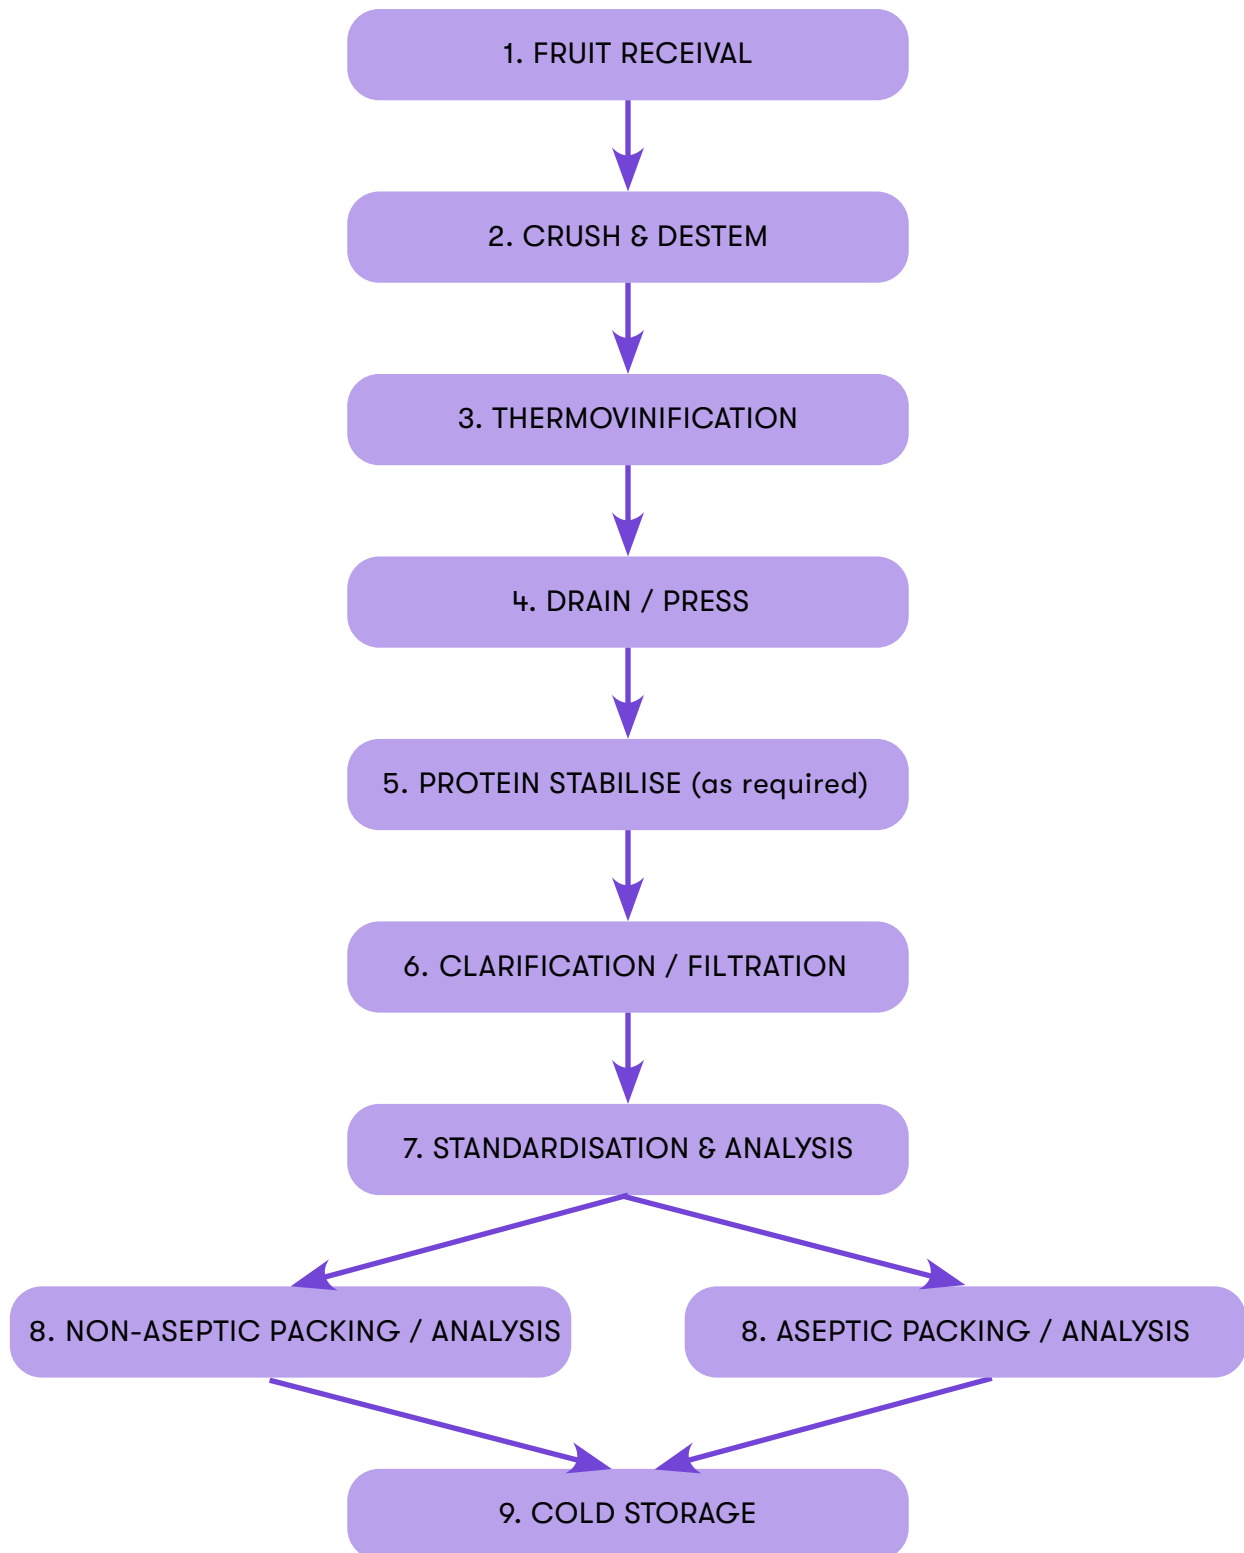 1. FRUIT RECEIVAL
2. CRUSH & DESTEM
3. THERMOVINIFICATION
4. DRAIN / PRESS
5. PROTEIN STABILISE (as required)
6. CLARIFICATION / FILTRATION
7. STANDARDISATION & ANALYSIS
8. NON-ASEPTIC PACKING / ANALYSIS
8. ASEPTIC PACKING / ANALYSIS
9. COLD STORAGE